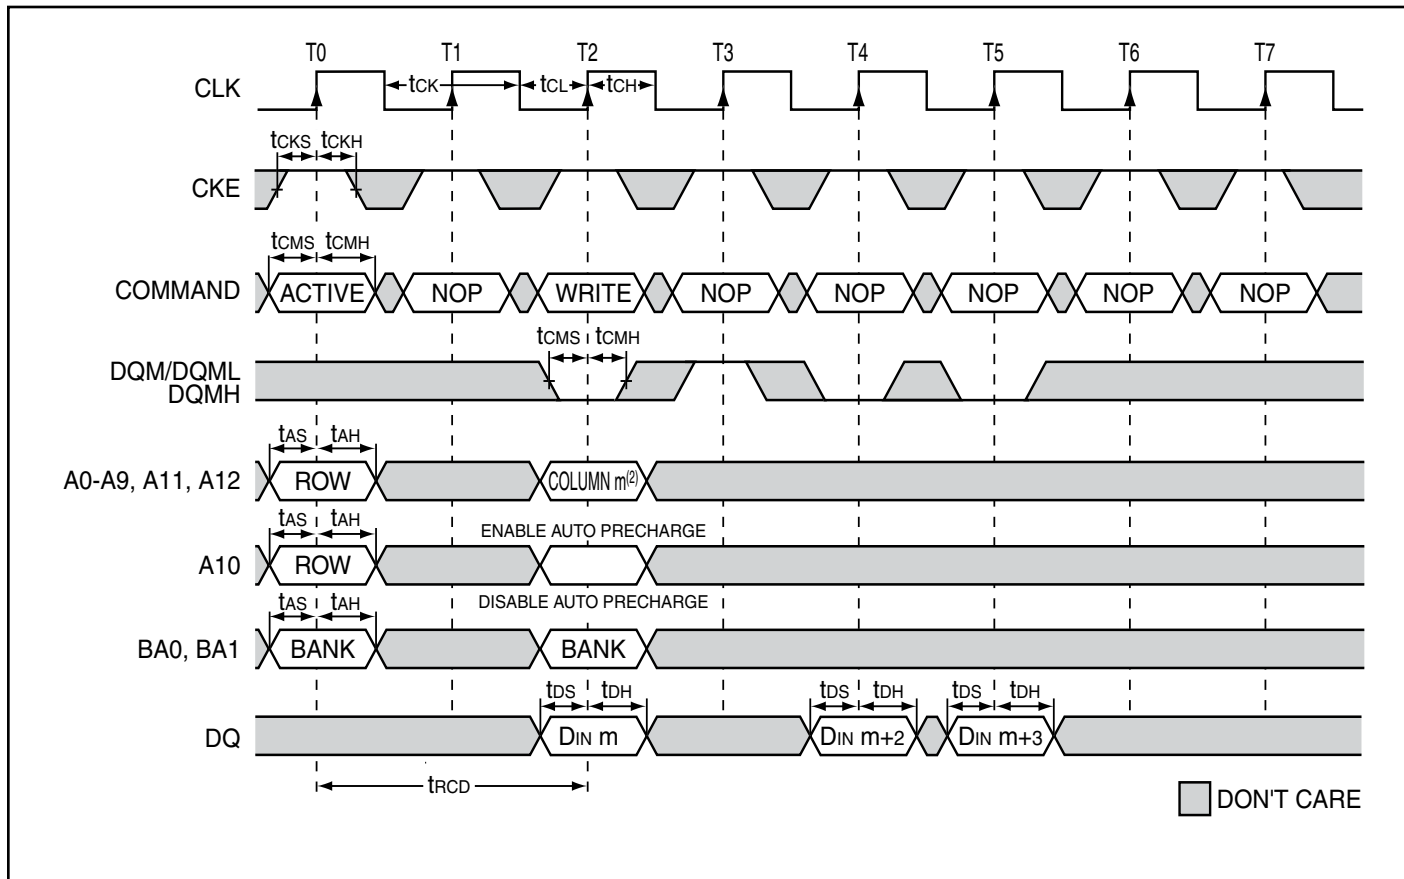 T0 T1 T2 T3 T4 T5 T6 T7
CLK tCK tCL tCH
tCKS tCKH
CKE
tCMS tCMH
COMMAND ACTIVE NOP WRITE NOP NOP NOP NOP NOP
tCMS tCMH
DQM/DQML
DQMH
tAS tAH
A0-A9, A11, A12 ROW COLUMN m(2)
tAS tAH ENABLE AUTO PRECHARGE
A10 ROW
tAS tAH DISABLE AUTO PRECHARGE
BA0, BA1 BANK BANK
tDS tDH tDS tDH tDS tDH
DQ DIN m DIN m+2 DIN m+3
tRCD
DON'T CARE